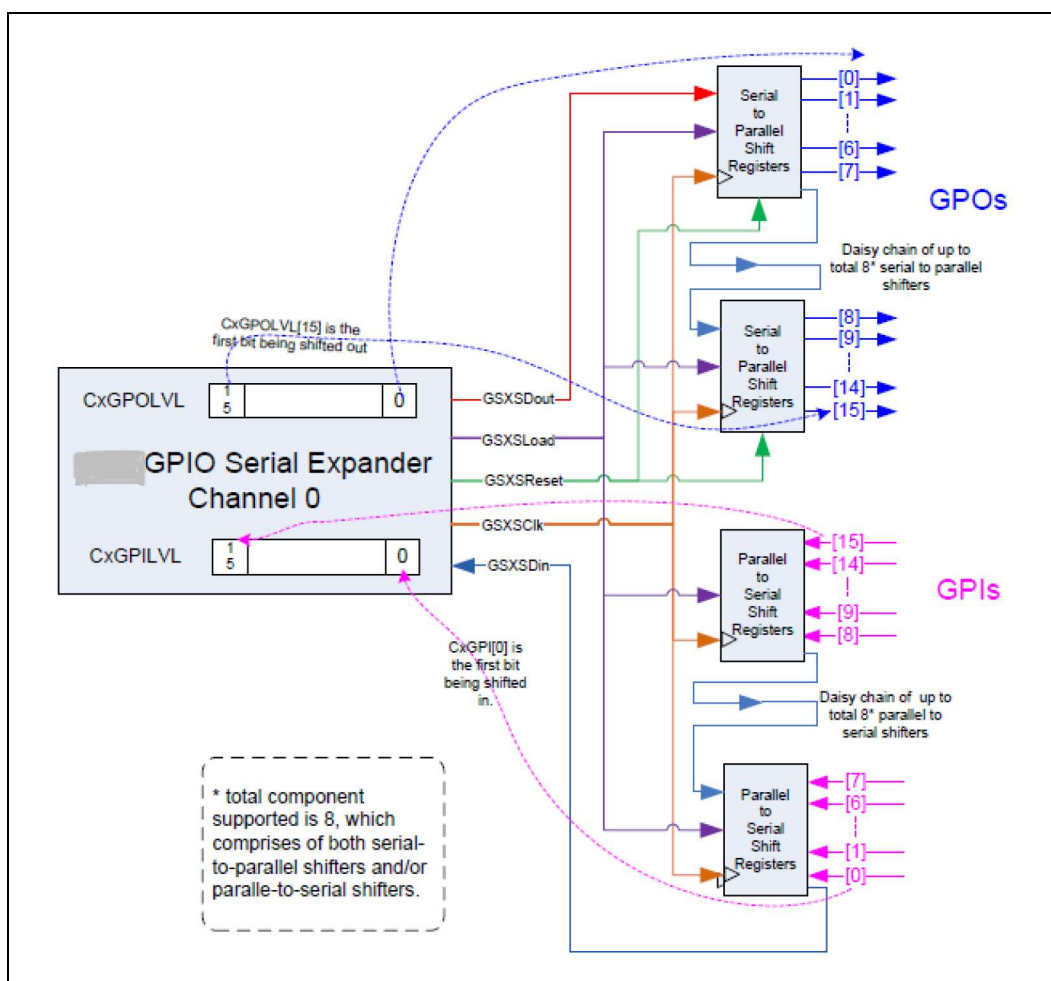 Serial
to
Parallel
Shift
Registers
[0]
[1]
[6]
[7]
GPOs
Daisy chain of up to
total 8* serial to parallel
shifters
Serial
to
Parallel
Shift
Registers
[8]
[9]
[14]
[15]
CxGPOLVL[15] is the
first bit being shifted out
CxGPOLVL
1
5
0
GPIO Serial Expander
Channel 0
CxGPILVL
1
5
0
GSXSDout
GSXSLoad
GSXSReset
GSXSClk
GSXSDin
Parallel
to
Serial
Shift
Registers
[15]
[14]
[9]
[8]
GPIs
CxGPI[0] is
the first bit
being shifted
in.
Daisy chain of up to
total 8* parallel to
serial shifters
Parallel
to
Serial
Shift
Registers
[7]
[6]
[1]
[0]
* total component
supported is 8, which
comprises of both serial-
to-parallel shifters and/or
paralle-to-serial shifters.